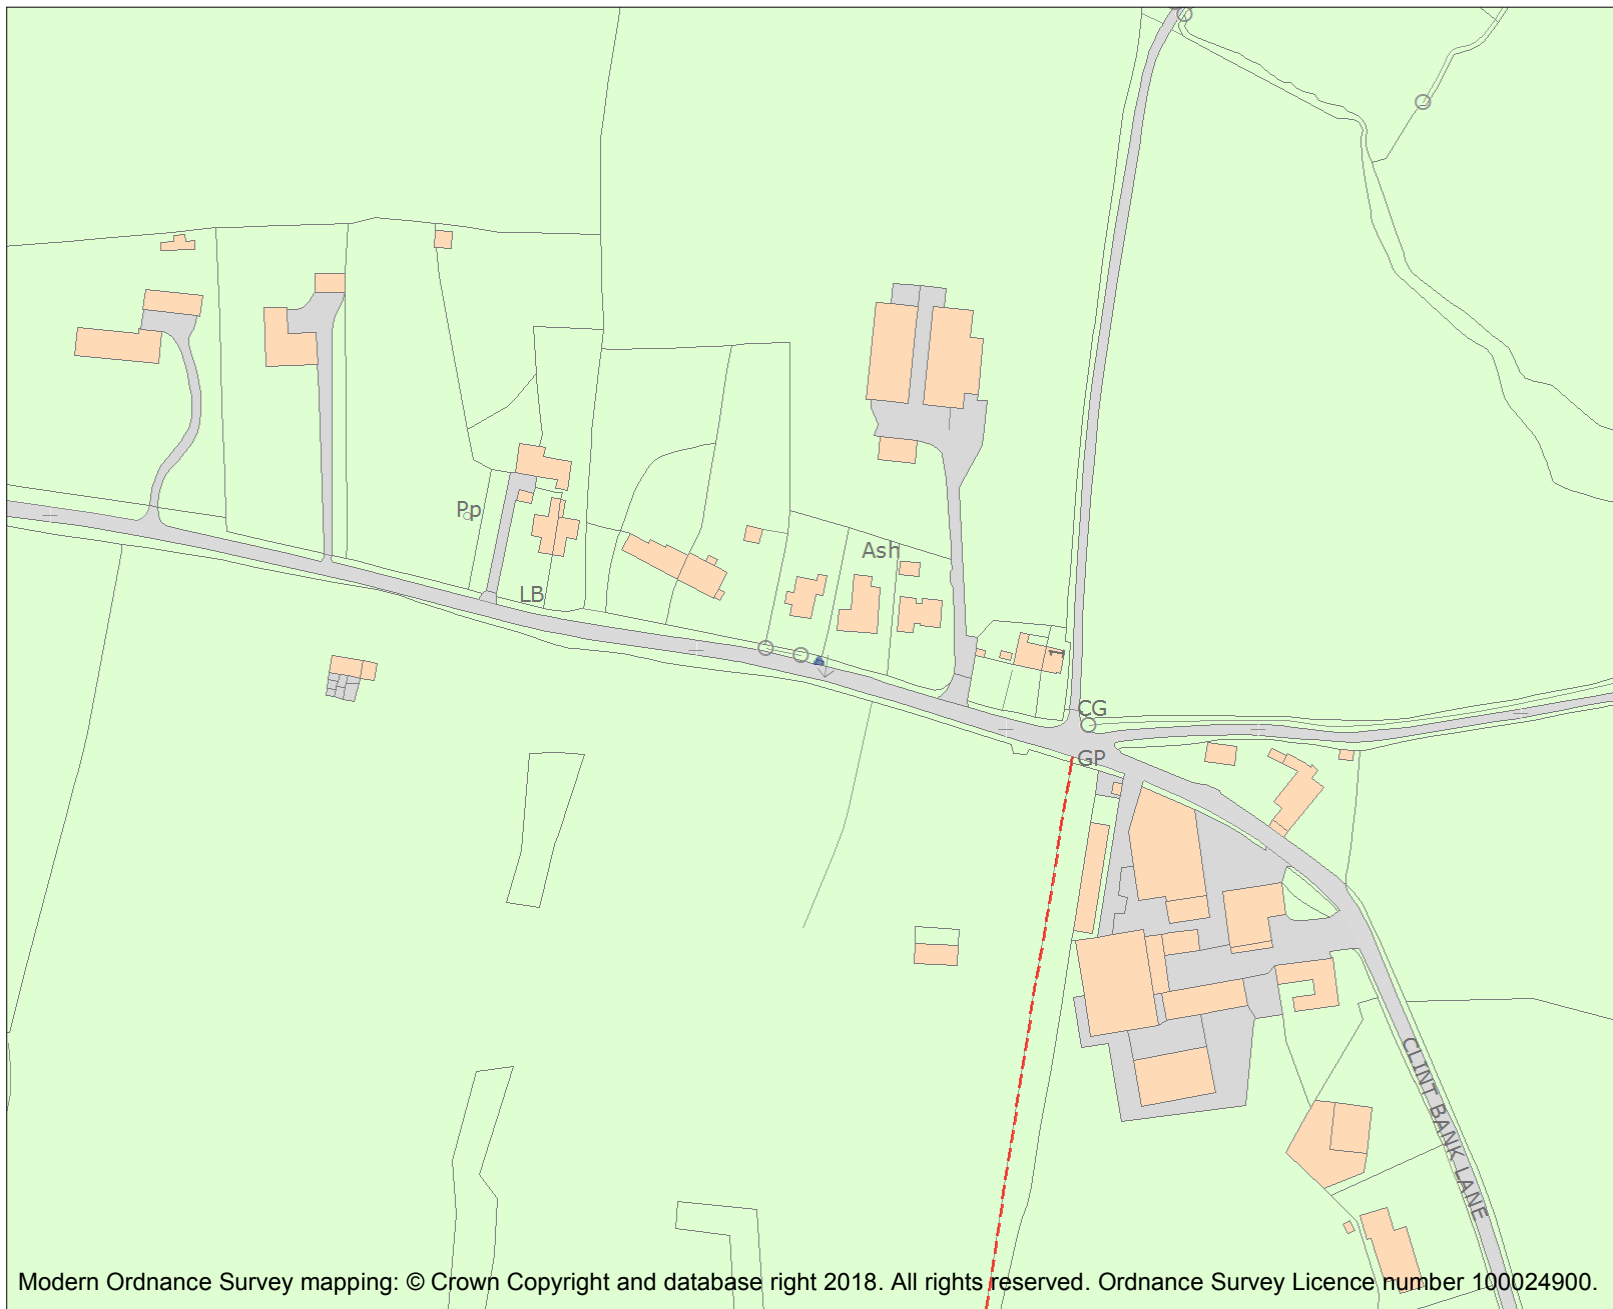 Pp
Ash
LB
1
CG
GP
CLINT BANK LANE
Modern Ordnance Survey mapping: © Crown Copyright and database right 2018. All rights reserved. Ordnance Survey Licence number 100024900.